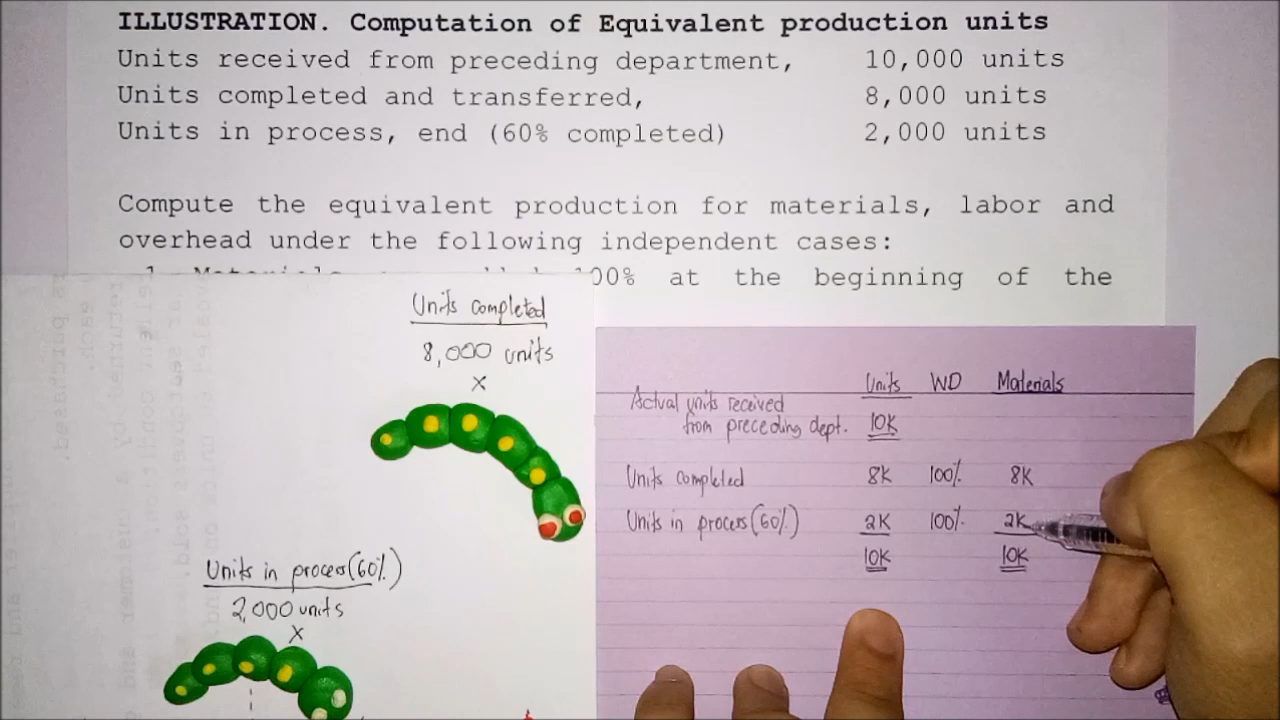 ILLUSTRATION. Computation of Equivalent production units
Units received from preceding department, 10,000 units
Units completed and transferred, 8,000 units
Units in process, end (60% completed) 2,000 units
Compute the equivalent production for materials, labor and
overhead under the following independent cases:
100% at the beginning of the
Units completed
8,000 units
X
Units in process(60%)
2,000 units
X
Units WD Materials
Actual units received
from preceding dept. 10K
Units completed 8K 100% 8K
Units in process(60%) 2K 100% 2K
10K 10K